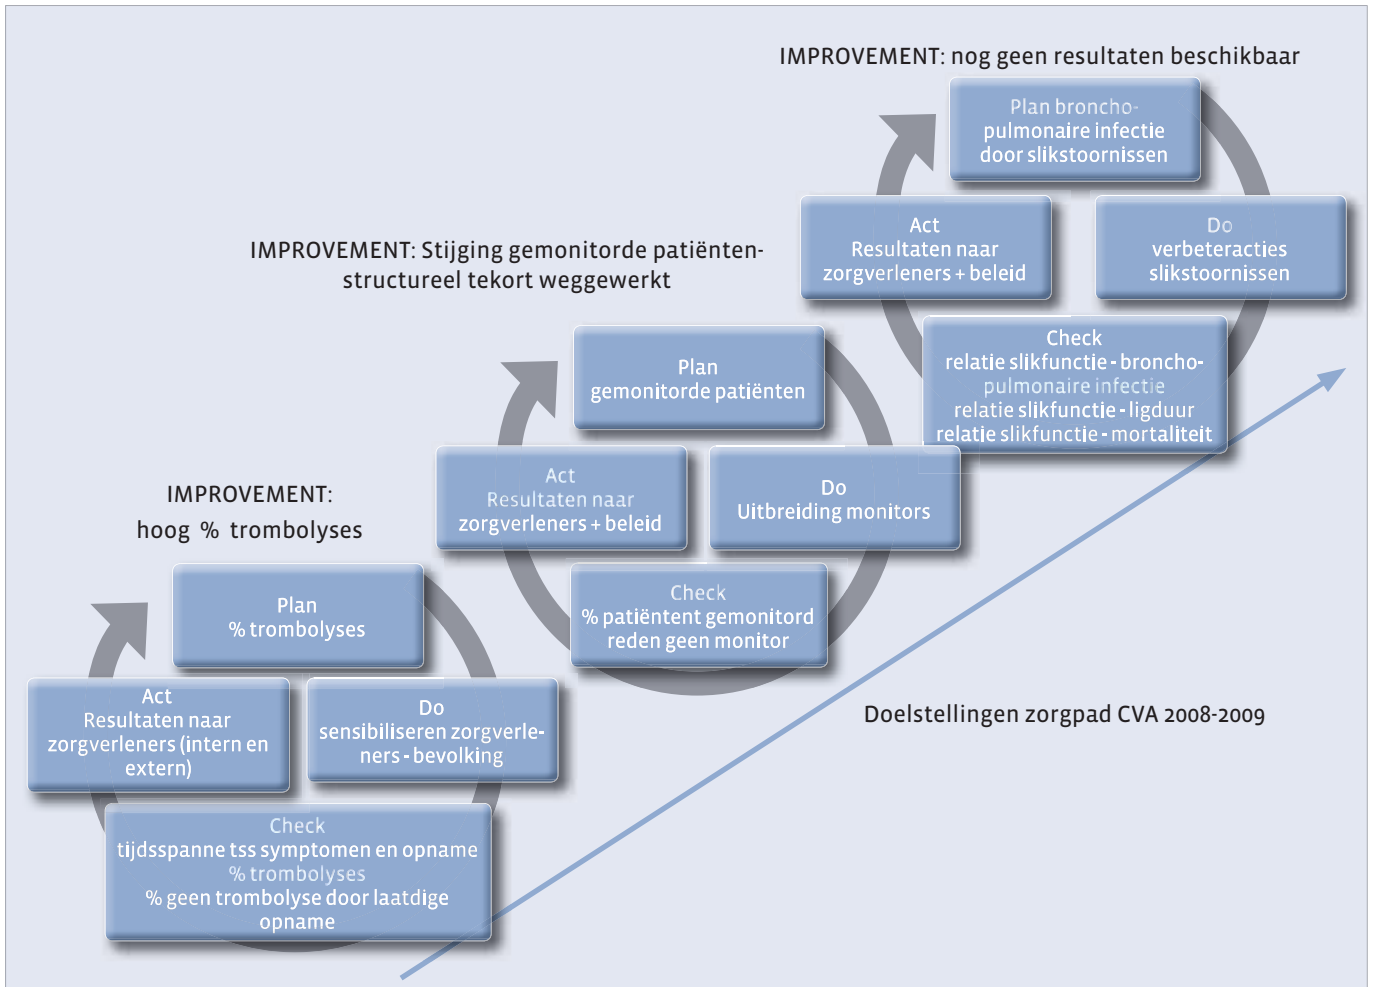 IMPROVEMENT: nog geen resultaten beschikbaar
Plan broncho-
pulmonaire infectie
door slikstoornissen
Act
Resultaten naar
zorgverleners + beleid
Do
verbeteracties
slikstoornissen
Check
relatie slikfunctie - broncho-
pulmonaire infectie
relatie slikfunctie - ligduur
relatie slikfunctie - mortaliteit
IMPROVEMENT: Stijging gemonitorde patiënten-
structureel tekort weggewerkt
Plan
gemonitorde patiënten
Act
Resultaten naar
zorgverleners + beleid
Do
Uitbreiding monitors
Check
% patiëntent gemonitord
reden geen monitor
IMPROVEMENT:
hoog % trombolyses
Plan
% trombolyses
Act
Resultaten naar
zorgverleners (intern en
extern)
Do
sensibiliseren zorgverle-
ners - bevolking
Check
tijdsspanne tss symptomen en opname
% trombolyses
% geen trombolyse door laatdige
opname
Doelstellingen zorgpad CVA 2008-2009